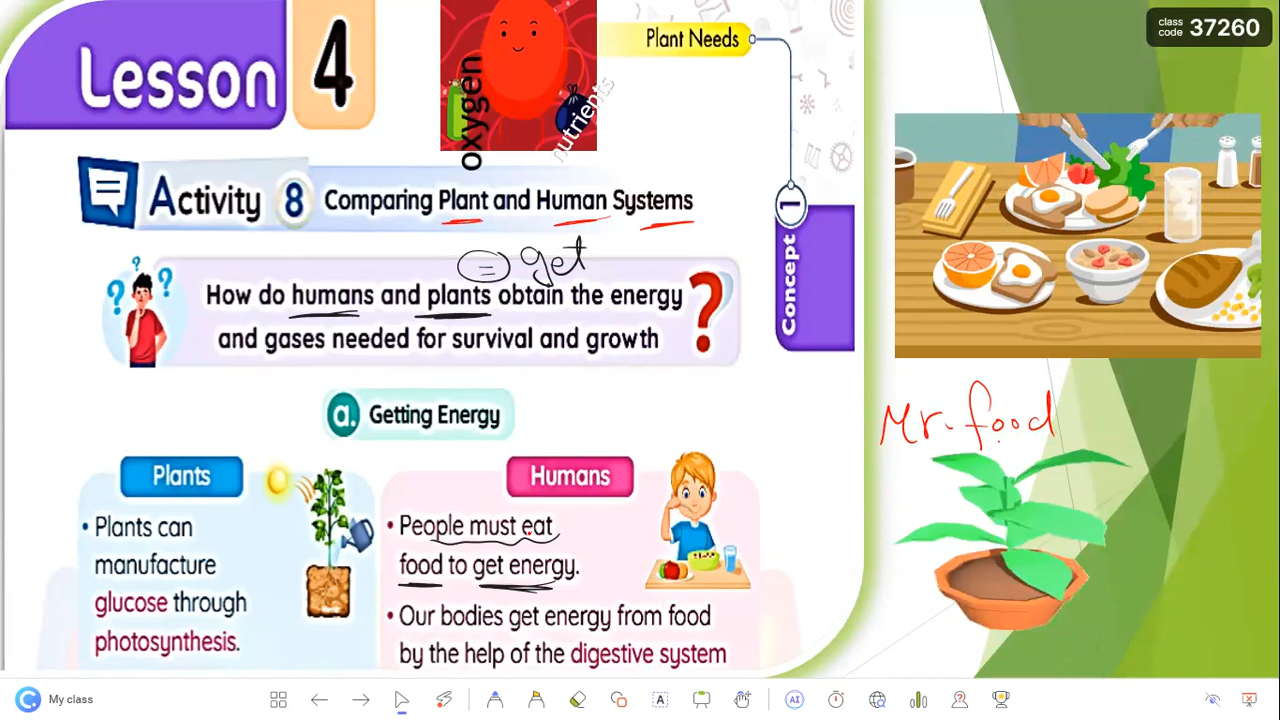 Lesson 4
oxygen
nutrients
Plant Needs
class code 37260
Activity 8 Comparing Plant and Human Systems
Concept 1
= get
How do humans and plants obtain the energy
and gases needed for survival and growth ?
? ? ?
a. Getting Energy
Mr. food
Plants
• Plants can
manufacture
glucose through
photosynthesis.
Humans
• People must eat
food to get energy.
• Our bodies get energy from food
by the help of the digestive system
My class
A
AI